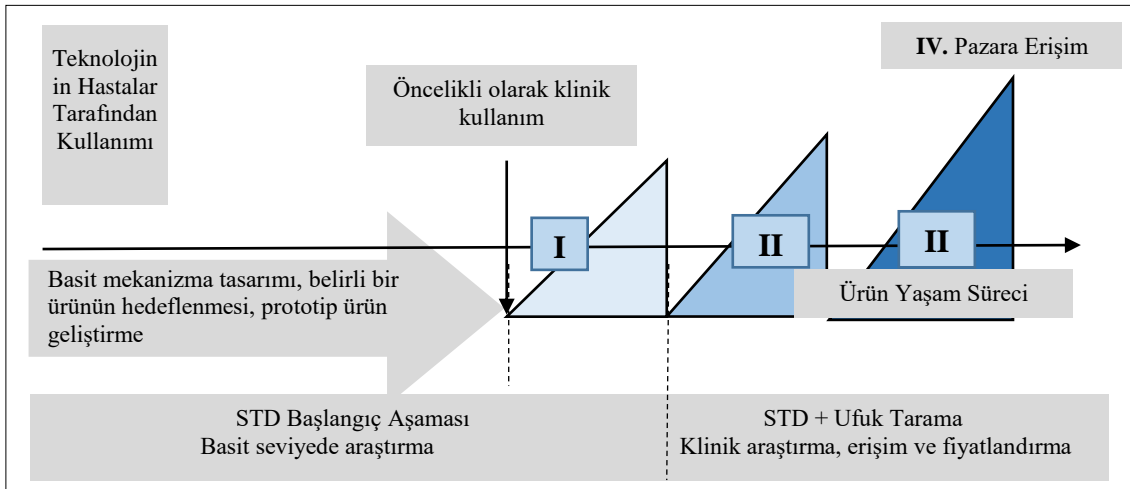 Teknolojin
in Hastalar
Tarafından
Kullanımı
Öncelikli olarak klinik
kullanım
IV. Pazara Erişim
I
II
II
Basit mekanizma tasarımı, belirli bir
ürünün hedeflenmesi, prototip ürün
geliştirme
Ürün Yaşam Süreci
STD Başlangıç Aşaması
Basit seviyede araştırma
STD + Ufuk Tarama
Klinik araştırma, erişim ve fiyatlandırma